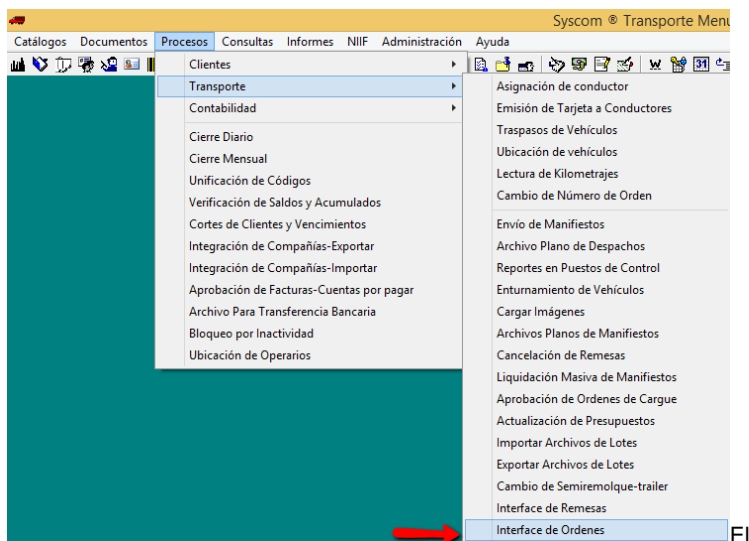 Syscom ® Transporte Menu
Catálogos Documentos Procesos Consultas Informes NIIF Administración Ayuda
Clientes
Transporte
Contabilidad
Cierre Diario
Cierre Mensual
Unificación de Códigos
Verificación de Saldos y Acumulados
Cortes de Clientes y Vencimientos
Integración de Compañías-Exportar
Integración de Compañías-Importar
Aprobación de Facturas-Cuentas por pagar
Archivo Para Transferencia Bancaria
Bloqueo por Inactividad
Ubicación de Operarios
Asignación de conductor
Emisión de Tarjeta a Conductores
Traspasos de Vehículos
Ubicación de vehículos
Lectura de Kilometrajes
Cambio de Número de Orden
Envío de Manifiestos
Archivo Plano de Despachos
Reportes en Puestos de Control
Enturnamiento de Vehículos
Cargar Imágenes
Archivos Planos de Manifiestos
Cancelación de Remesas
Liquidación Masiva de Manifiestos
Aprobación de Ordenes de Cargue
Actualización de Presupuestos
Importar Archivos de Lotes
Exportar Archivos de Lotes
Cambio de Semiremolque-trailer
Interface de Remesas
Interface de Ordenes